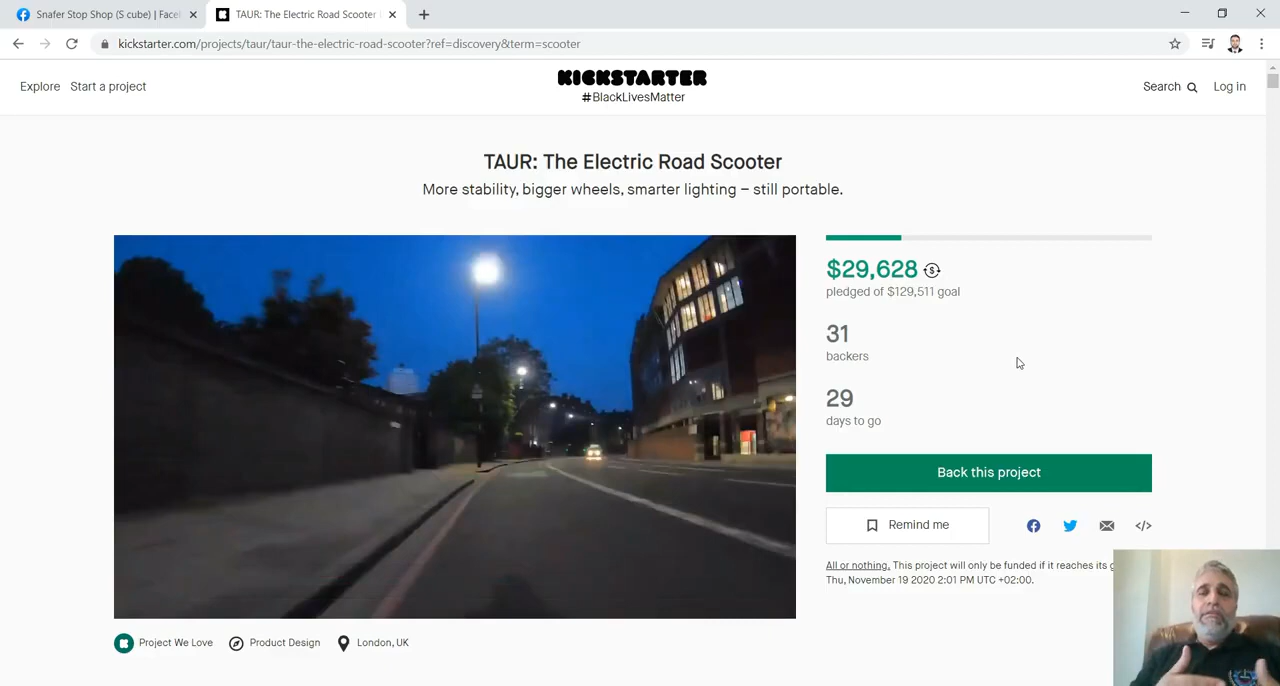 Snafer Stop Shop (S cube) | Face
TAUR: The Electric Road Scooter
kickstarter.com/projects/taur/taur-the-electric-road-scooter?ref=discovery&term=scooter
Explore
Start a project
KICKSTARTER
#BlackLivesMatter
Search
Log in
TAUR: The Electric Road Scooter
More stability, bigger wheels, smarter lighting – still portable.
$29,628
pledged of $129,511 goal
31
backers
29
days to go
Back this project
Remind me
All or nothing. This project will only be funded if it reaches its g
Thu, November 19 2020 2:01 PM UTC +02:00.
Project We Love
Product Design
London, UK